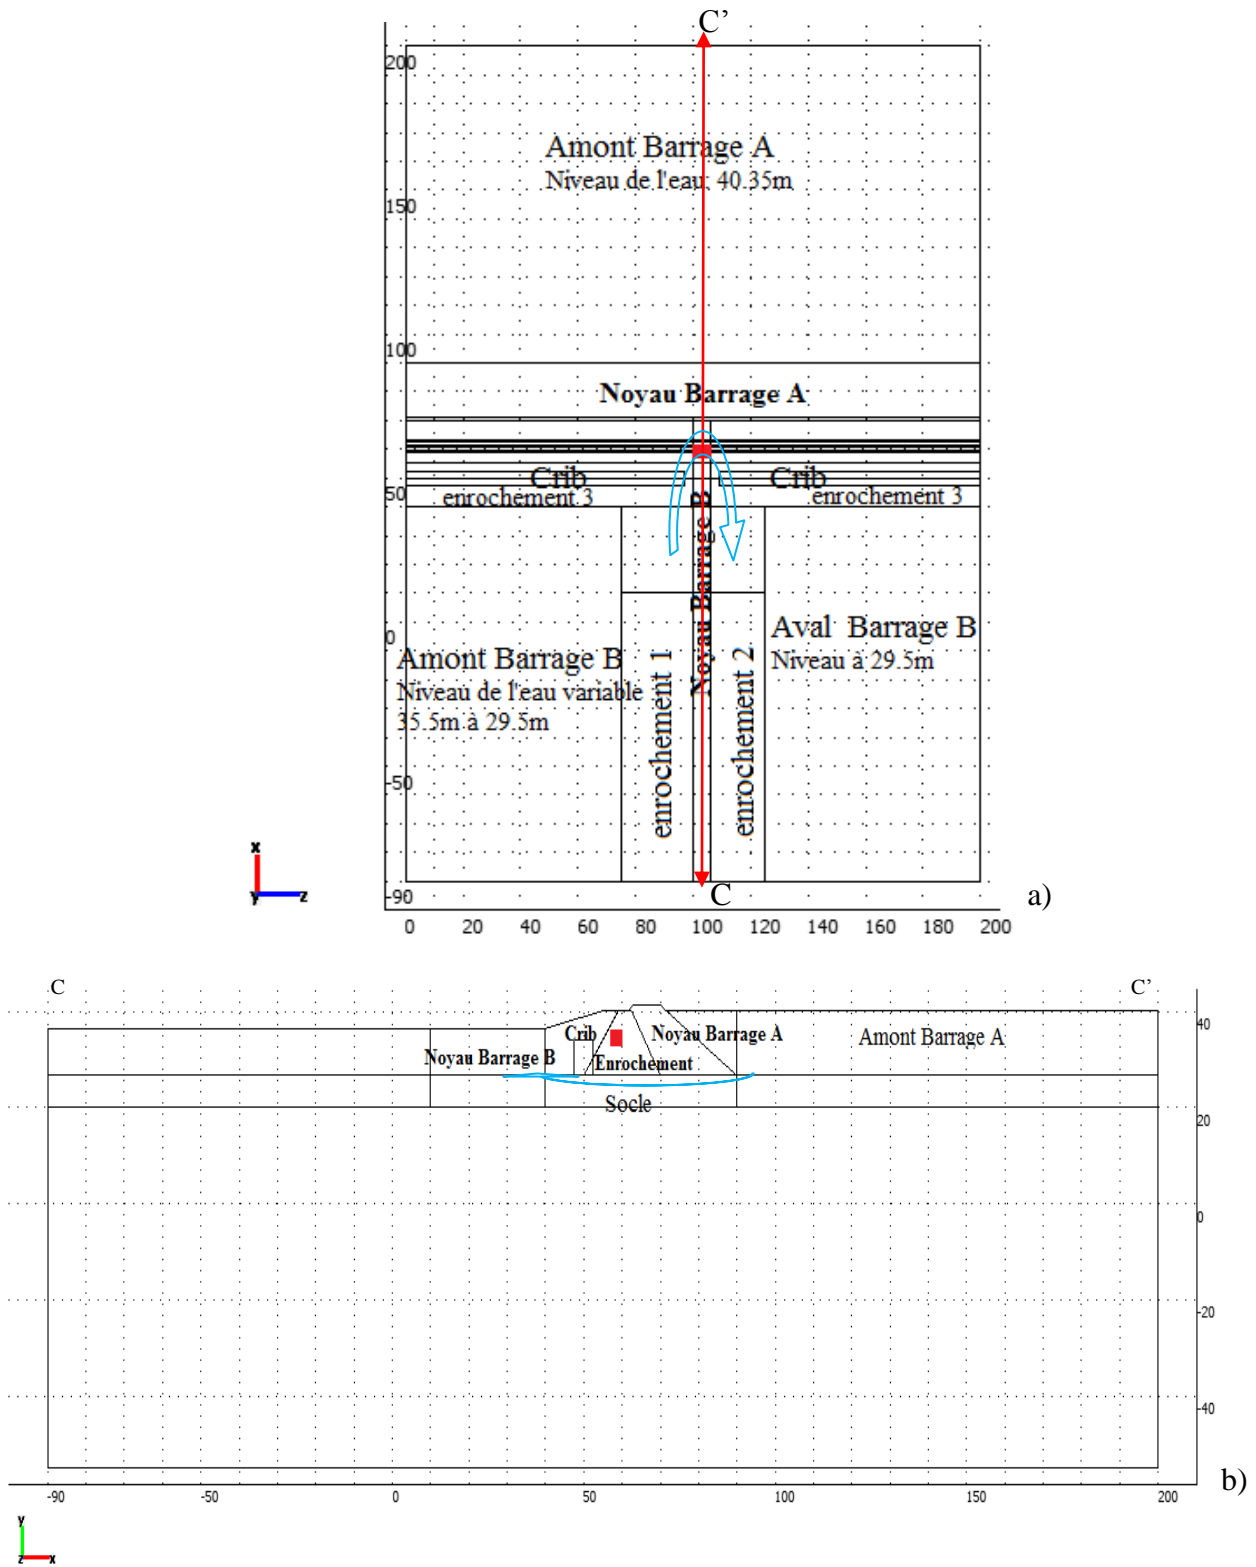 C’
200
Amont Barrage A
Niveau de l'eau; 40.35m
150
100
Noyau Barrage A
Crib
Crib
50
enrochement 3
enrochement 3
Noyau Barrage B
0
Amont Barrage B
Niveau de l'eau variable
35.5m à 29.5m
enrochement 1
enrochement 2
Aval Barrage B
Niveau à 29.5m
-50
x
y
z
-90
C
a)
0 20 40 60 80 100 120 140 160 180 200
C
C’
40
Crib
Noyau Barrage A
Amont Barrage A
Noyau Barrage B
Enrochement
Socle
20
0
-20
-40
b)
-90 -50 0 50 100 150 200
y
z
x